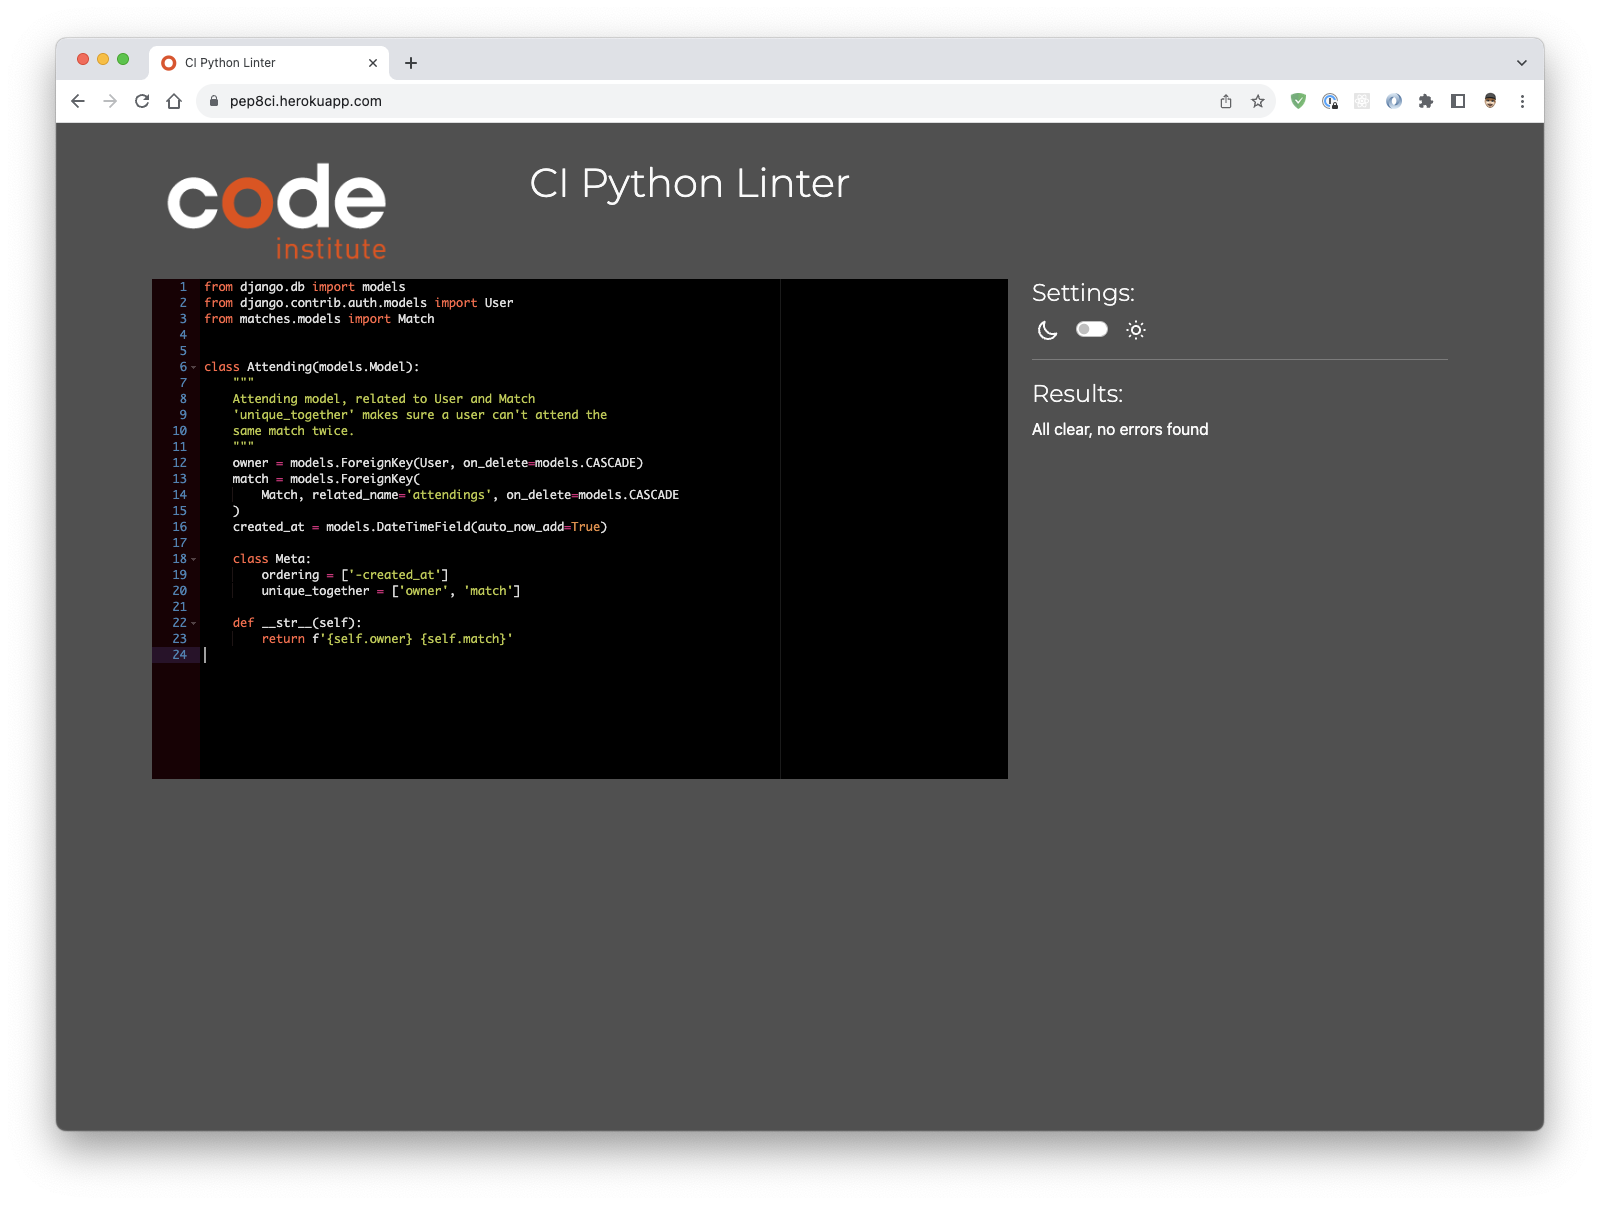 CI Python Linter
pep8ci.herokuapp.com
code
institute
CI Python Linter
1 from django.db import models
2 from django.contrib.auth.models import User
3 from matches.models import Match
4
5
6 class Attending(models.Model):
7     """
8     Attending model, related to User and Match
9     'unique_together' makes sure a user can't attend the
10     same match twice.
11     """
12     owner = models.ForeignKey(User, on_delete=models.CASCADE)
13     match = models.ForeignKey(
14         Match, related_name='attendings', on_delete=models.CASCADE
15     )
16     created_at = models.DateTimeField(auto_now_add=True)
17
18     class Meta:
19         ordering = ['-created_at']
20         unique_together = ['owner', 'match']
21
22     def __str__(self):
23         return f'{self.owner} {self.match}'
24
Settings:
Results:
All clear, no errors found